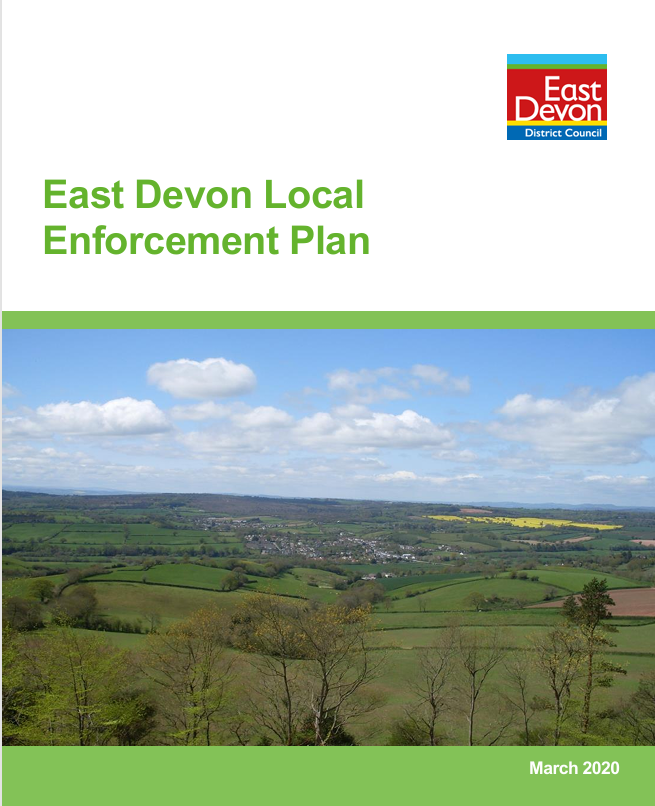 East
Devon
District Council
East Devon Local
Enforcement Plan
March 2020